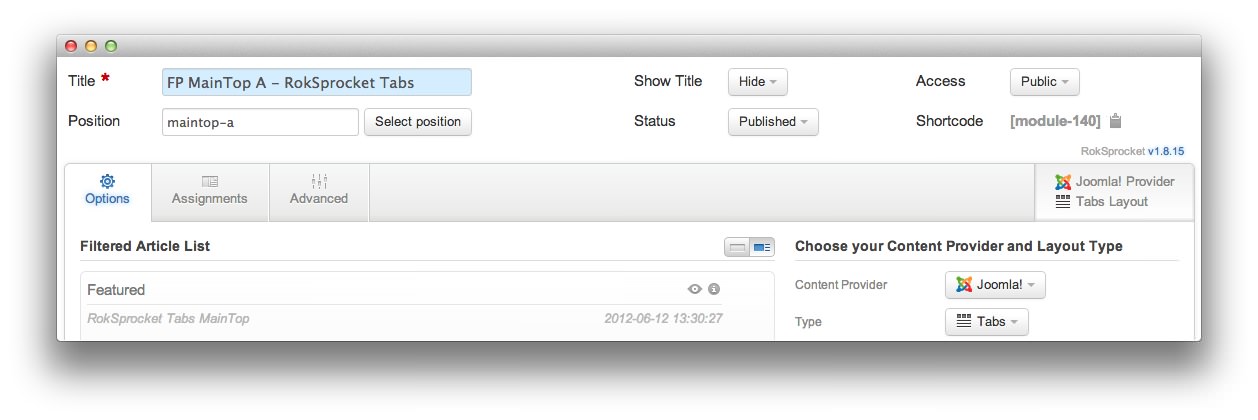 Title * FP MainTop A - RokSprocket Tabs Show Title Hide Access Public
Position maintop-a Select position Status Published Shortcode [module-140]
RokSprocket v1.8.15
Options Assignments Advanced
Joomla! Provider
Tabs Layout
Filtered Article List
Choose your Content Provider and Layout Type
Featured
RokSprocket Tabs MainTop 2012-06-12 13:30:27
Content Provider Joomla!
Type Tabs